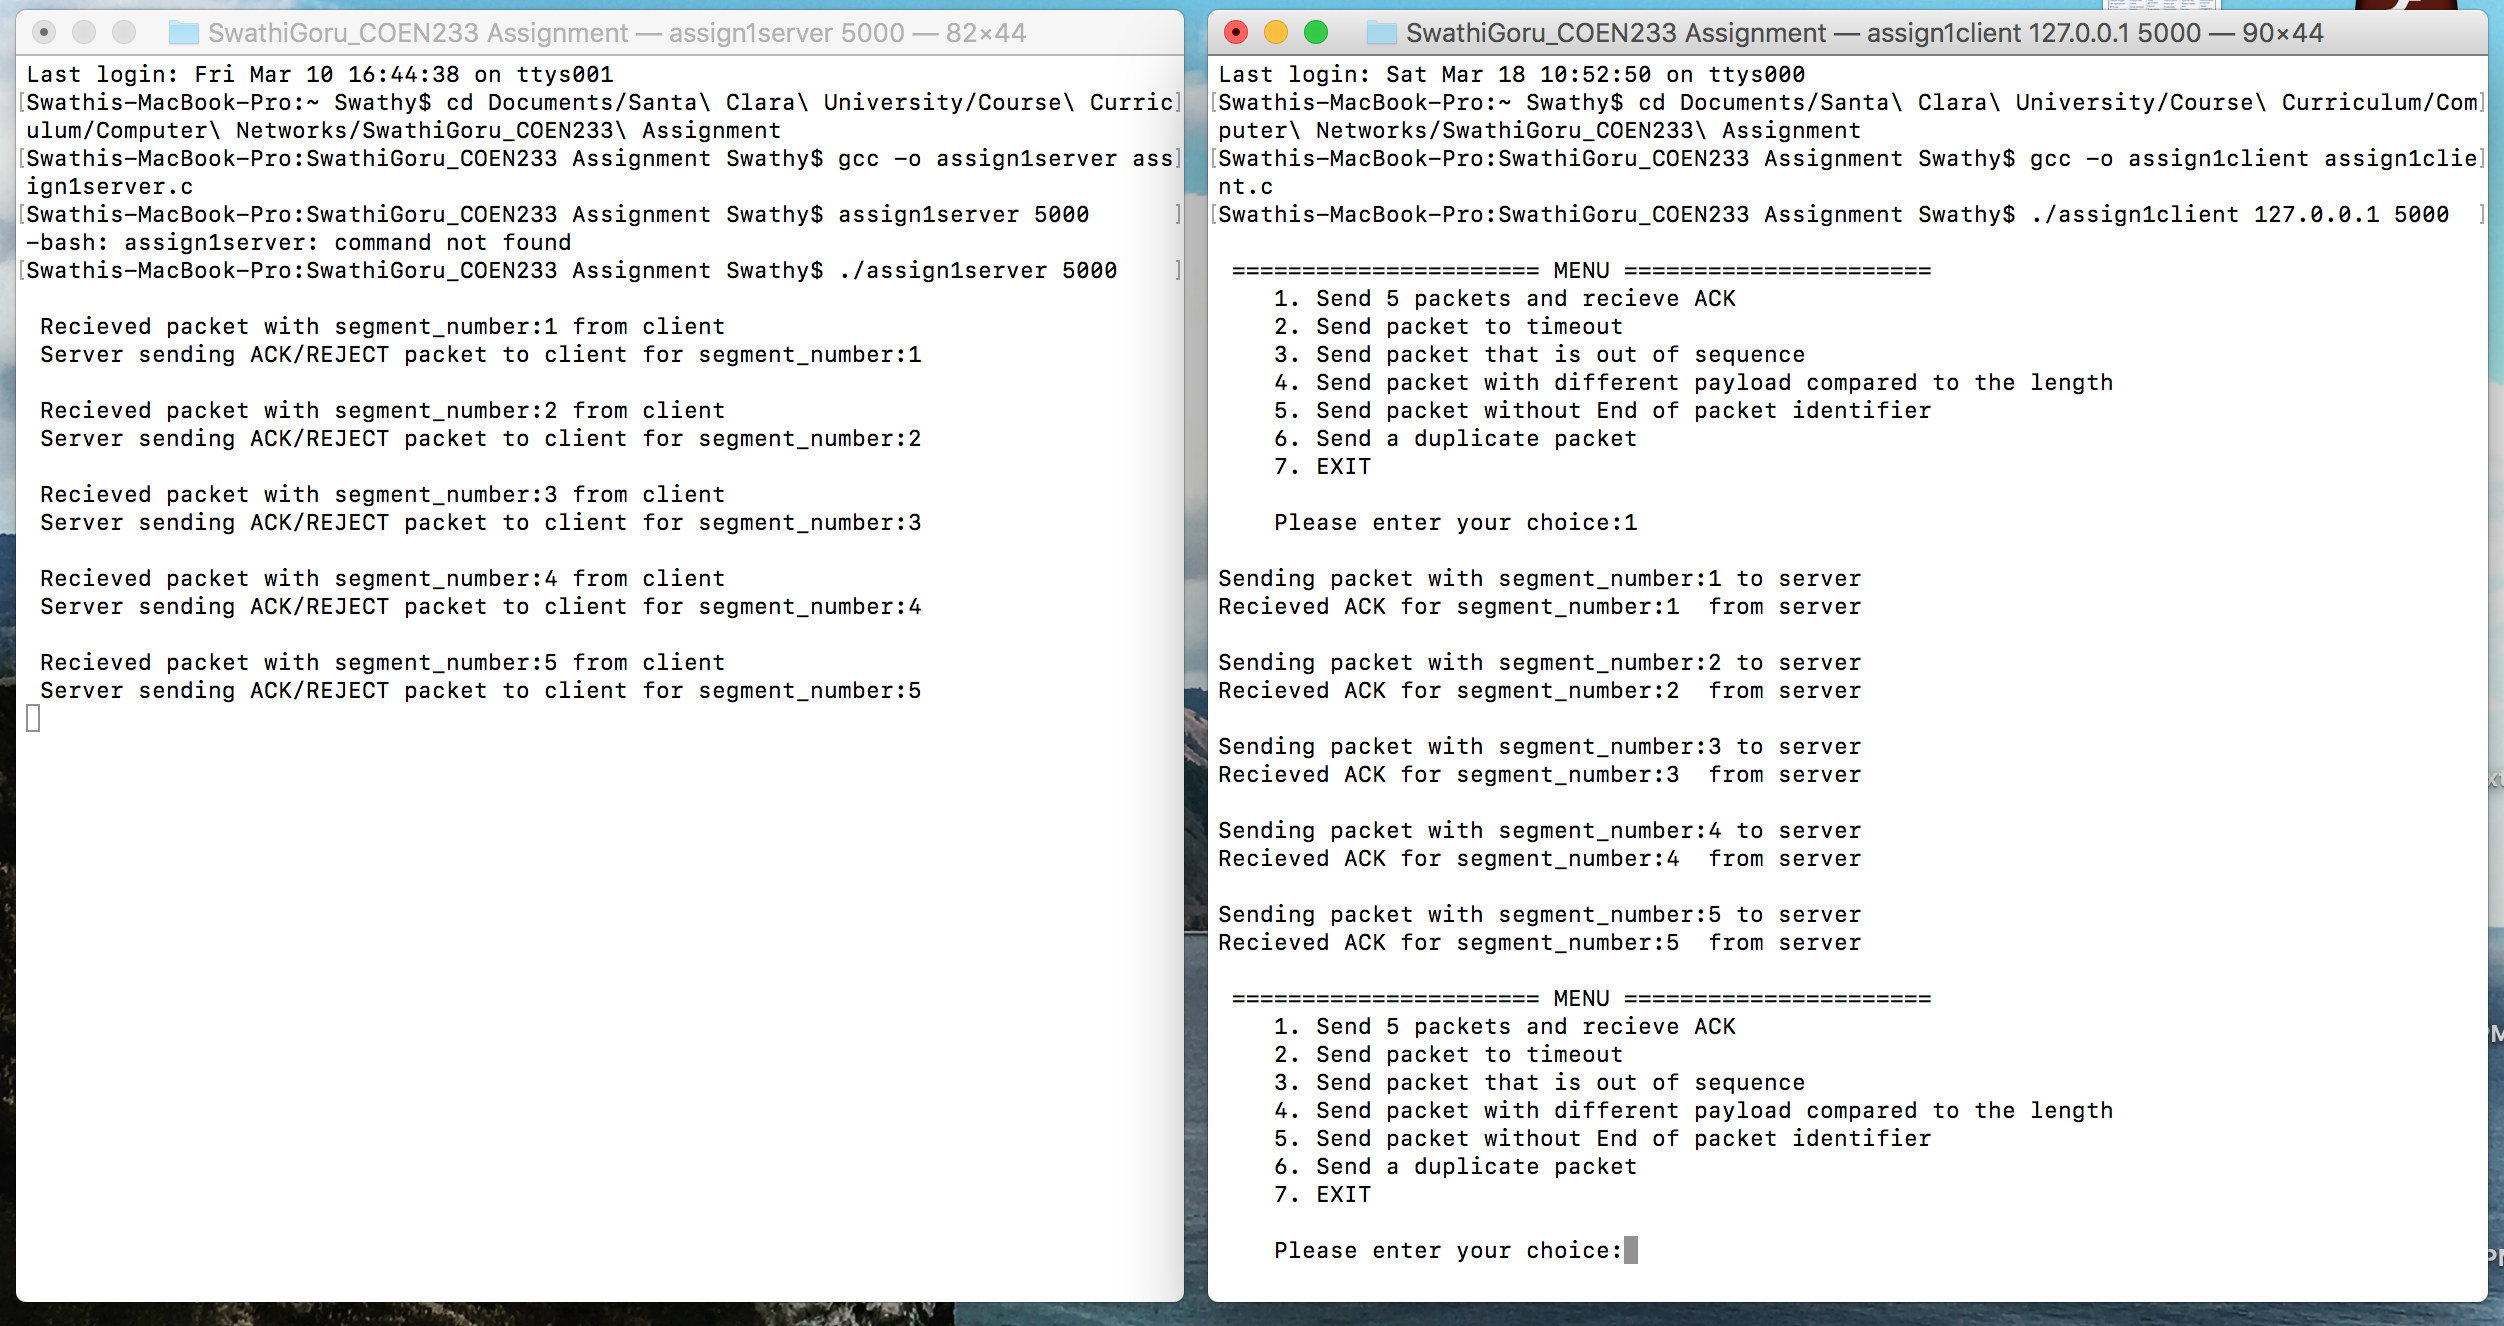 SwathiGoru_COEN233 Assignment — assign1server 5000 — 82×44
Last login: Fri Mar 10 16:44:38 on ttys001
[Swathis-MacBook-Pro:~ Swathy$ cd Documents/Santa\ Clara\ University/Course\ Curric]
ulum/Computer\ Networks/SwathiGoru_COEN233\ Assignment
[Swathis-MacBook-Pro:SwathiGoru_COEN233 Assignment Swathy$ gcc -o assign1server ass]
ign1server.c
[Swathis-MacBook-Pro:SwathiGoru_COEN233 Assignment Swathy$ assign1server 5000 ]
-bash: assign1server: command not found
[Swathis-MacBook-Pro:SwathiGoru_COEN233 Assignment Swathy$ ./assign1server 5000 ]
Recieved packet with segment_number:1 from client
Server sending ACK/REJECT packet to client for segment_number:1
Recieved packet with segment_number:2 from client
Server sending ACK/REJECT packet to client for segment_number:2
Recieved packet with segment_number:3 from client
Server sending ACK/REJECT packet to client for segment_number:3
Recieved packet with segment_number:4 from client
Server sending ACK/REJECT packet to client for segment_number:4
Recieved packet with segment_number:5 from client
Server sending ACK/REJECT packet to client for segment_number:5
SwathiGoru_COEN233 Assignment — assign1client 127.0.0.1 5000 — 90×44
Last login: Sat Mar 18 10:52:50 on ttys000
[Swathis-MacBook-Pro:~ Swathy$ cd Documents/Santa\ Clara\ University/Course\ Curriculum/Com]
puter\ Networks/SwathiGoru_COEN233\ Assignment
[Swathis-MacBook-Pro:SwathiGoru_COEN233 Assignment Swathy$ gcc -o assign1client assign1clie]
nt.c
[Swathis-MacBook-Pro:SwathiGoru_COEN233 Assignment Swathy$ ./assign1client 127.0.0.1 5000 ]
====================== MENU ======================
1. Send 5 packets and recieve ACK
2. Send packet to timeout
3. Send packet that is out of sequence
4. Send packet with different payload compared to the length
5. Send packet without End of packet identifier
6. Send a duplicate packet
7. EXIT
Please enter your choice:1
Sending packet with segment_number:1 to server
Recieved ACK for segment_number:1  from server
Sending packet with segment_number:2 to server
Recieved ACK for segment_number:2  from server
Sending packet with segment_number:3 to server
Recieved ACK for segment_number:3  from server
Sending packet with segment_number:4 to server
Recieved ACK for segment_number:4  from server
Sending packet with segment_number:5 to server
Recieved ACK for segment_number:5  from server
====================== MENU ======================
1. Send 5 packets and recieve ACK
2. Send packet to timeout
3. Send packet that is out of sequence
4. Send packet with different payload compared to the length
5. Send packet without End of packet identifier
6. Send a duplicate packet
7. EXIT
Please enter your choice: